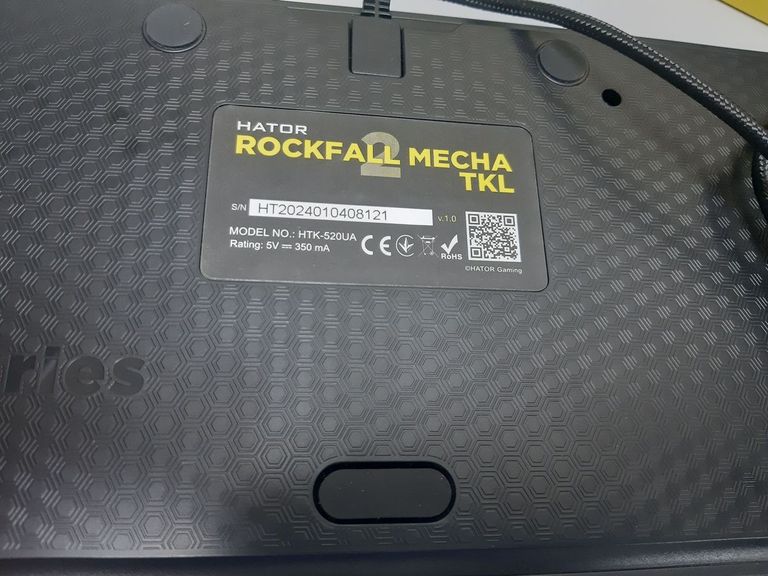 HATOR
ROCKFALL 2 MECHA
TKL
S/N HT2024010408121 v.1.0
MODEL NO.: HTK-520UA
Rating: 5V ⎓ 350 mA
CE
RoHS
©HATOR Gaming
ries